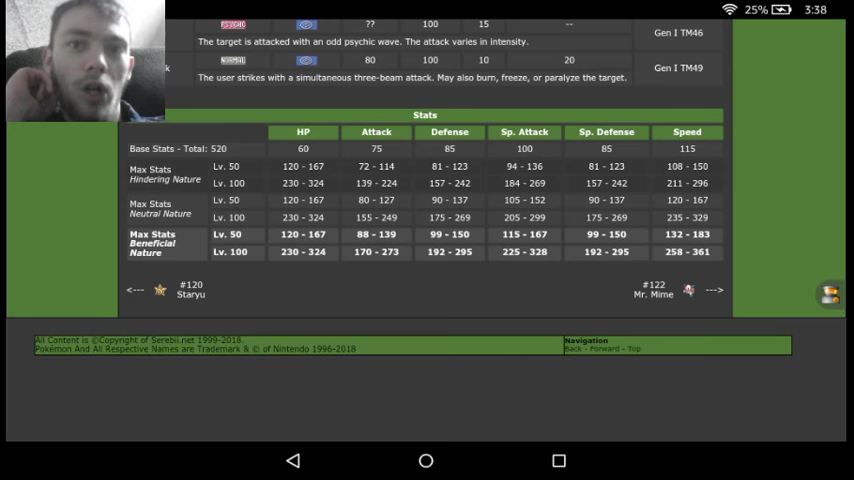 25% 3:38
PSYCHIC ?? 100 15 -- Gen I TM46
The target is attacked with an odd psychic wave. The attack varies in intensity.
k NORMAL 80 100 10 20 Gen I TM49
The user strikes with a simultaneous three-beam attack. May also burn, freeze, or paralyze the target.
Stats
HP Attack Defense Sp. Attack Sp. Defense Speed
Base Stats - Total: 520 60 75 85 100 85 115
Max Stats Hindering Nature Lv. 50 120 - 167 72 - 114 81 - 123 94 - 136 81 - 123 108 - 150
Lv. 100 230 - 324 139 - 224 157 - 242 184 - 269 157 - 242 211 - 296
Max Stats Neutral Nature Lv. 50 120 - 167 80 - 127 90 - 137 105 - 152 90 - 137 120 - 167
Lv. 100 230 - 324 155 - 249 175 - 269 205 - 299 175 - 269 235 - 329
Max Stats Beneficial Nature Lv. 50 120 - 167 88 - 139 99 - 150 115 - 167 99 - 150 132 - 183
Lv. 100 230 - 324 170 - 273 192 - 295 225 - 328 192 - 295 258 - 361
<--- #120 Staryu
#122 Mr. Mime --->
All Content is ©Copyright of Serebii.net 1999-2018.
Pokémon And All Respective Names are Trademark & © of Nintendo 1996-2018
Navigation
Back - Forward - Top